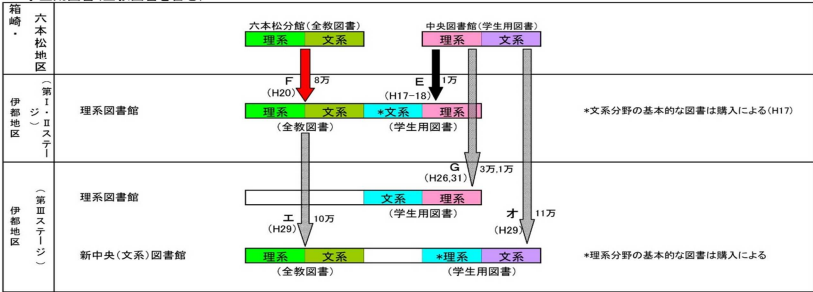 箱崎・六本松地区
六本松分館(全教図書)
中央図書館(学生用図書)
理系 文系
理系 文系
F 8万
(H20)
E 1万
(H17-18)
伊都地区
(第Ⅰ・Ⅱステージ)
理系図書館
理系 文系 *文系 理系
(全教図書) (学生用図書)
*文系分野の基本的な図書は購入による(H17)
G 3万,1万
(H26,31)
伊都地区
(第Ⅲステージ)
理系図書館
文系 理系
(学生用図書)
エ 10万
(H29)
オ 11万
(H29)
新中央(文系)図書館
理系 文系 *理系 文系
(全教図書) (学生用図書)
*理系分野の基本的な図書は購入による